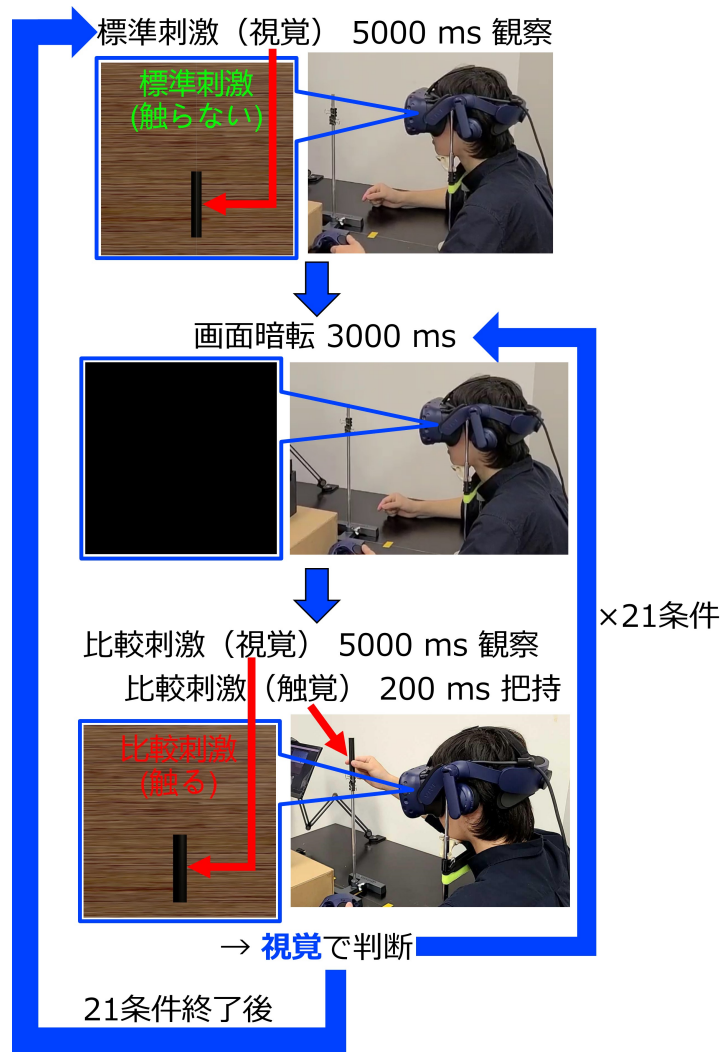 標準刺激（視覚） 5000 ms 観察
標準刺激
(触らない)
画面暗転 3000 ms
×21条件
比較刺激（視覚） 5000 ms 観察
比較刺激（触覚） 200 ms 把持
比較刺激
(触る)
→ 視覚で判断
21条件終了後